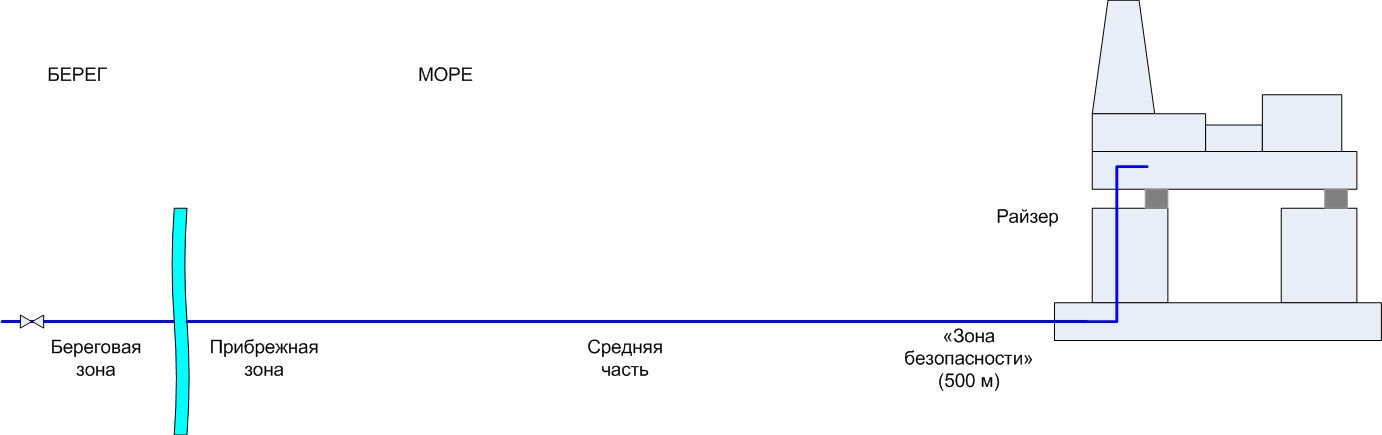 БЕРЕГ
МОРЕ
Райзер
Береговая
зона
Прибрежная
зона
Средняя
часть
«Зона
безопасности»
(500 м)